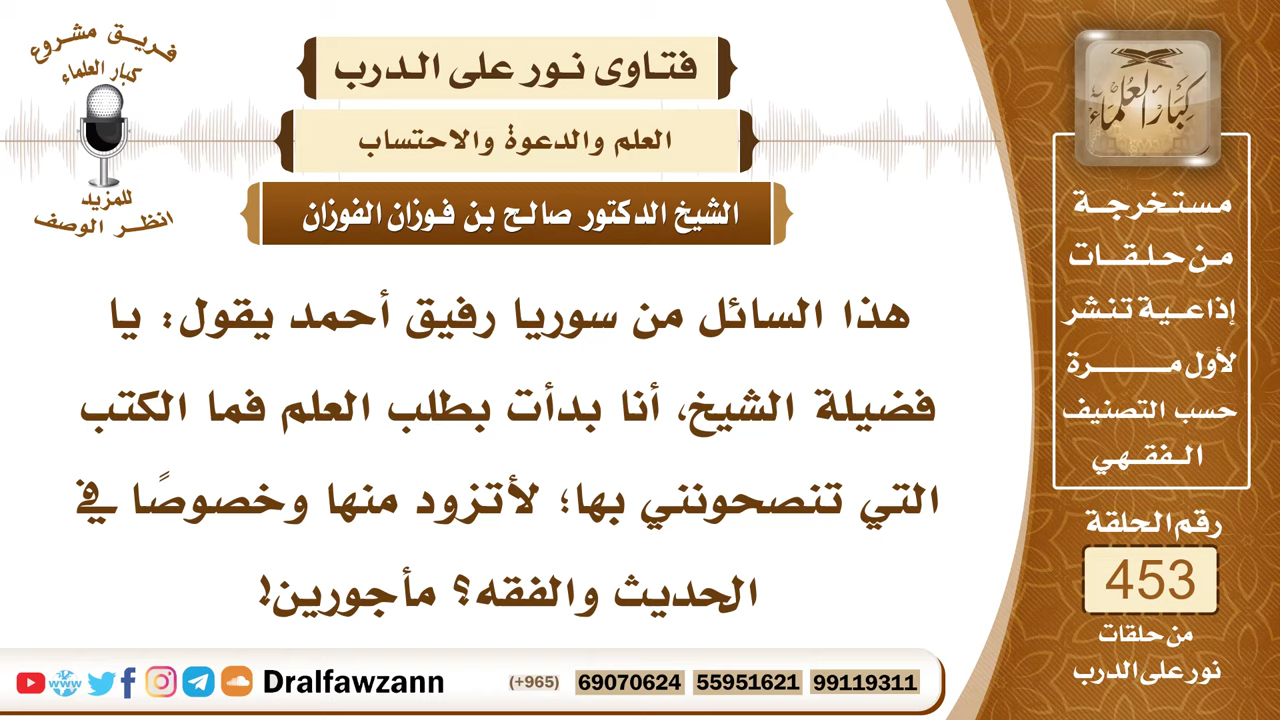 فريق مشروع
كبار العلماء
للمزيد
انظر الوصف
فتاوى نور على الدرب
العلم والدعوة والاحتساب
الشيخ الدكتور صالح بن فوزان الفوزان
هذا السائل من سوريا رفيق أحمد يقول: يا
فضيلة الشيخ، أنا بدأت بطلب العلم فما الكتب
التي تنصحونني بها؛ لأتزود منها وخصوصًا في
الحديث والفقه؟ مأجورين!
كبار العلماء
مستخرجة
من حلقات
إذاعية تنشر
لأول مرة
حسب التصنيف
الفقهي
رقم الحلقة
453
من حلقات
نور على الدرب
www Dralfawzann (+965) 69070624 55951621 99119311